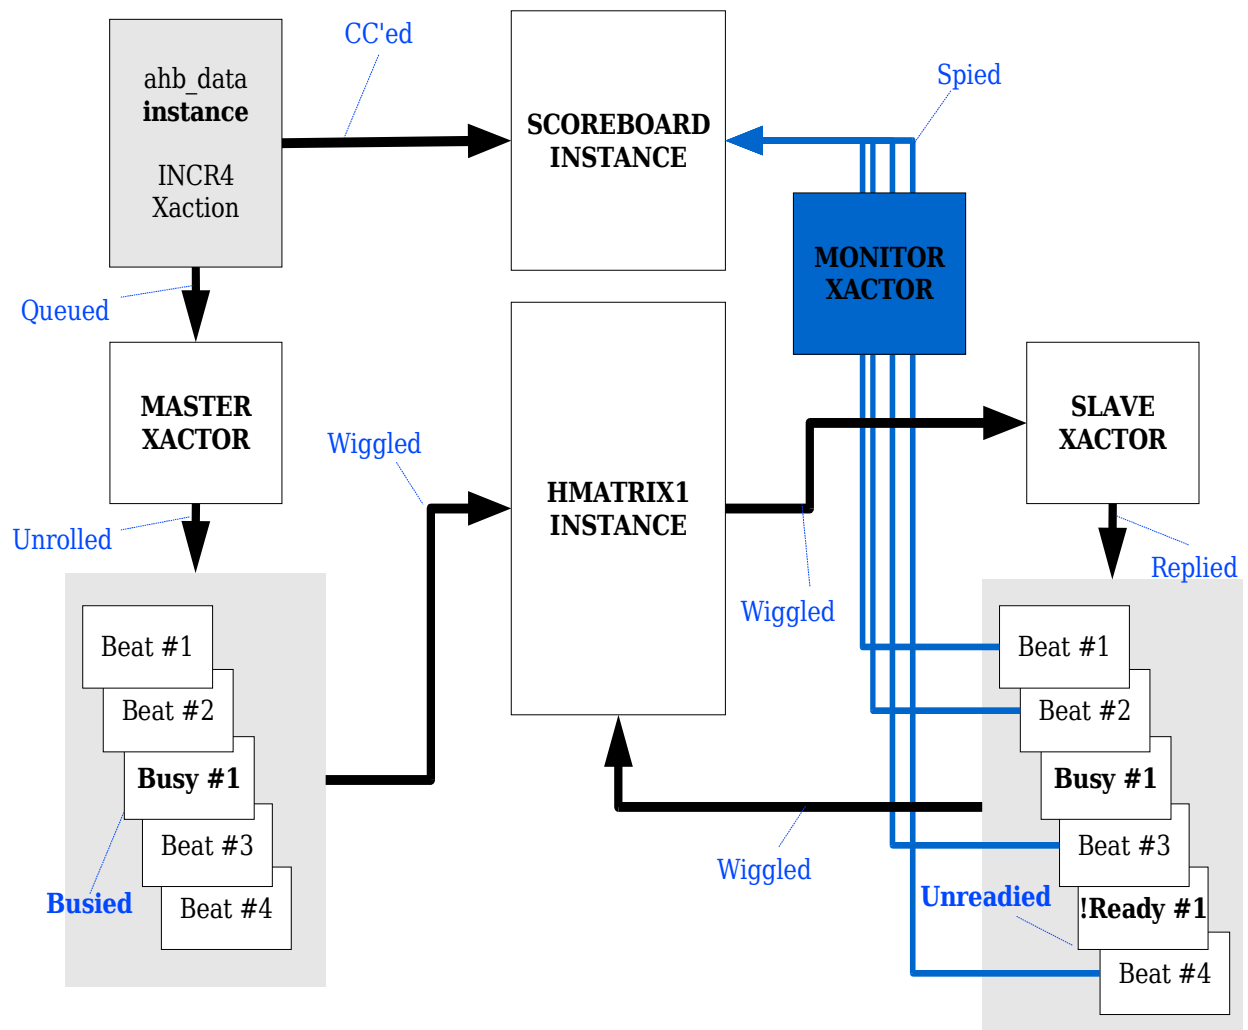 ahb_data
instance
INCR4
Xaction
CC'ed
SCOREBOARD
INSTANCE
Spied
MONITOR
XACTOR
Queued
MASTER
XACTOR
Wiggled
HMATRIX1
INSTANCE
SLAVE
XACTOR
Unrolled
Wiggled
Replied
Beat #1
Beat #2
Busy #1
Beat #3
Beat #4
Busied
Wiggled
Beat #1
Beat #2
Busy #1
Beat #3
!Ready #1
Beat #4
Unreadied